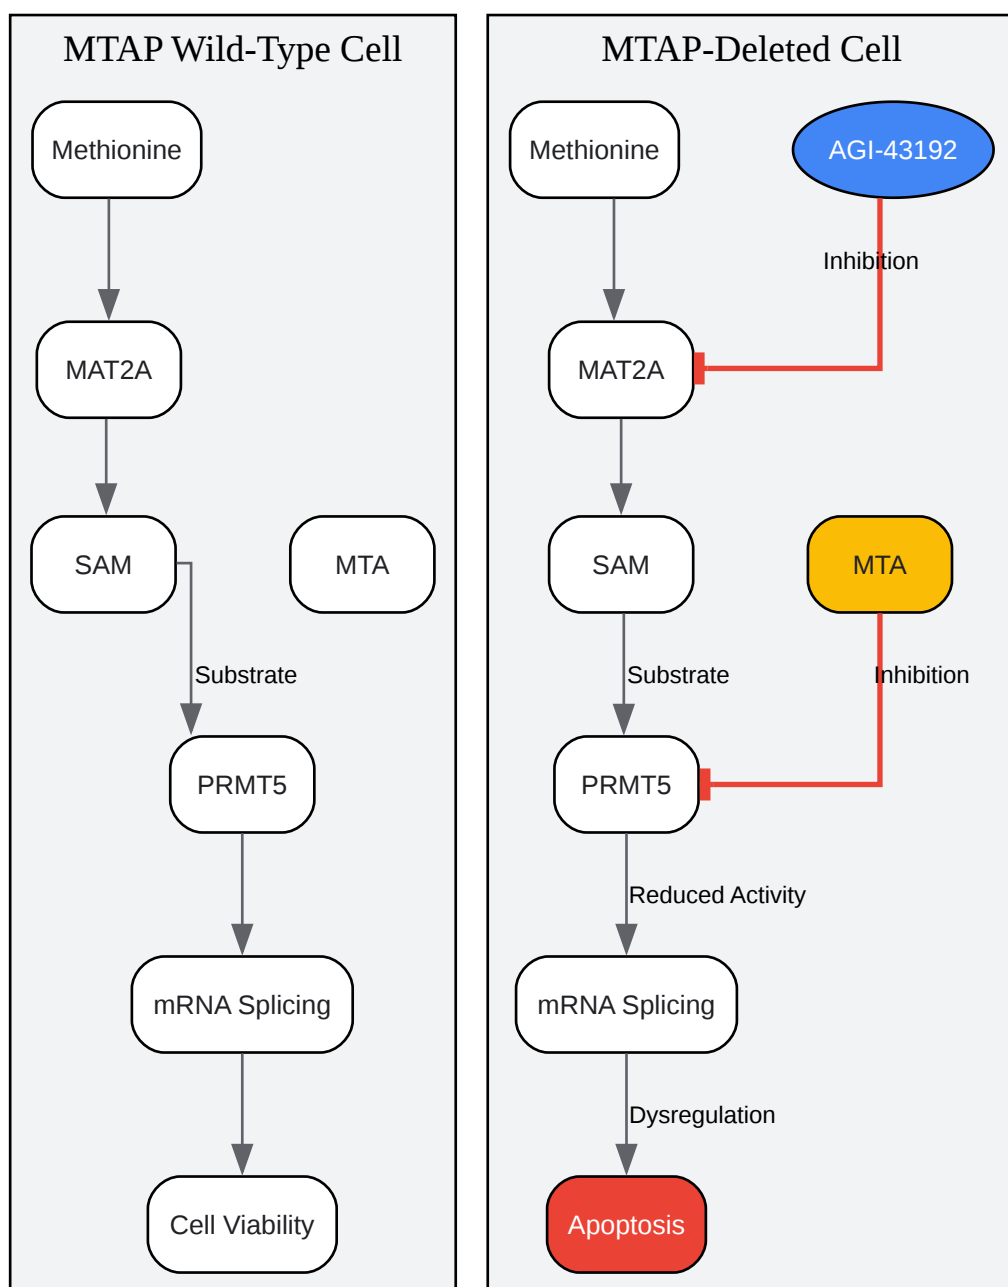 MTAP Wild-Type Cell
Methionine
MAT2A
SAM
MTA
Substrate
PRMT5
mRNA Splicing
Cell Viability
MTAP-Deleted Cell
Methionine
AGI-43192
Inhibition
MAT2A
SAM
MTA
Substrate
Inhibition
PRMT5
Reduced Activity
mRNA Splicing
Dysregulation
Apoptosis